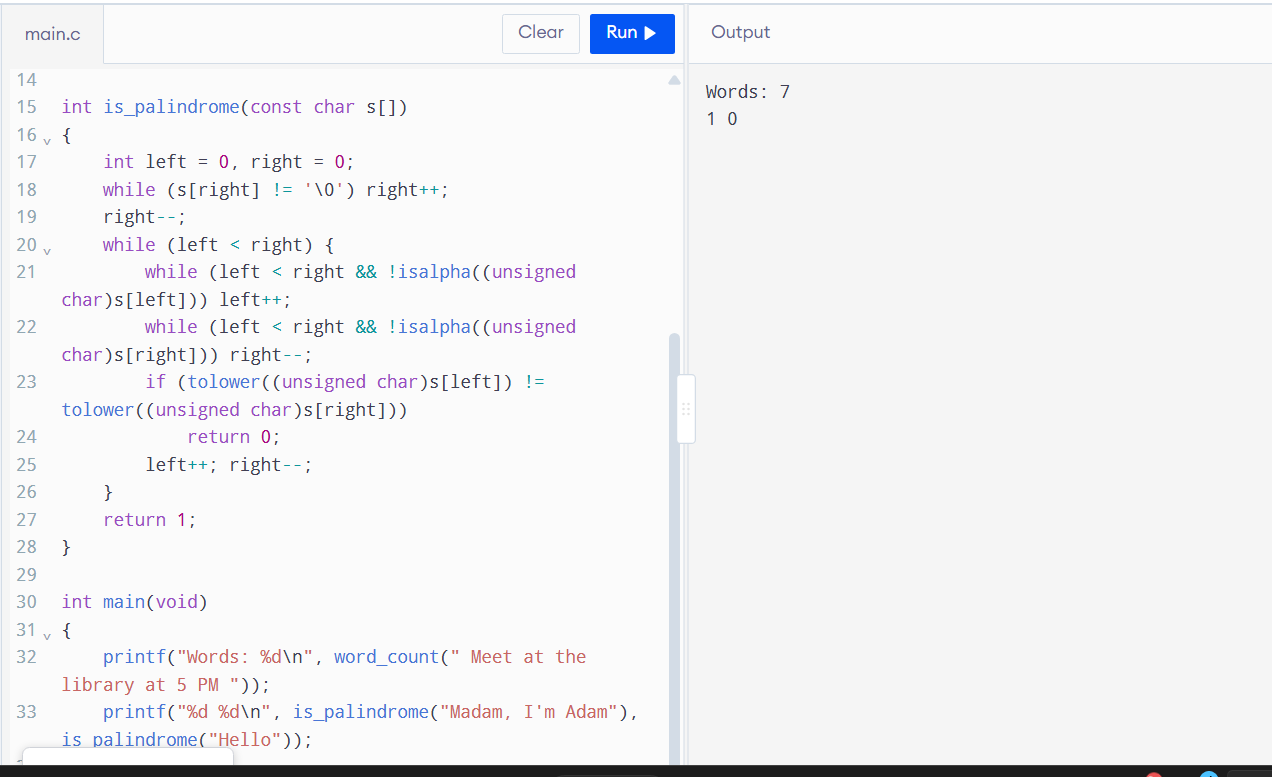 main.c
Clear
Run
Output
14
15 int is_palindrome(const char s[])
16 {
17     int left = 0, right = 0;
18     while (s[right] != '\0') right++;
19     right--;
20     while (left < right) {
21         while (left < right && !isalpha((unsigned
char)s[left])) left++;
22         while (left < right && !isalpha((unsigned
char)s[right])) right--;
23         if (tolower((unsigned char)s[left]) !=
tolower((unsigned char)s[right]))
24             return 0;
25         left++; right--;
26     }
27     return 1;
28 }
29
30 int main(void)
31 {
32     printf("Words: %d\n", word_count(" Meet at the
library at 5 PM "));
33     printf("%d %d\n", is_palindrome("Madam, I'm Adam"),
is_palindrome("Hello"));
Words: 7
1 0